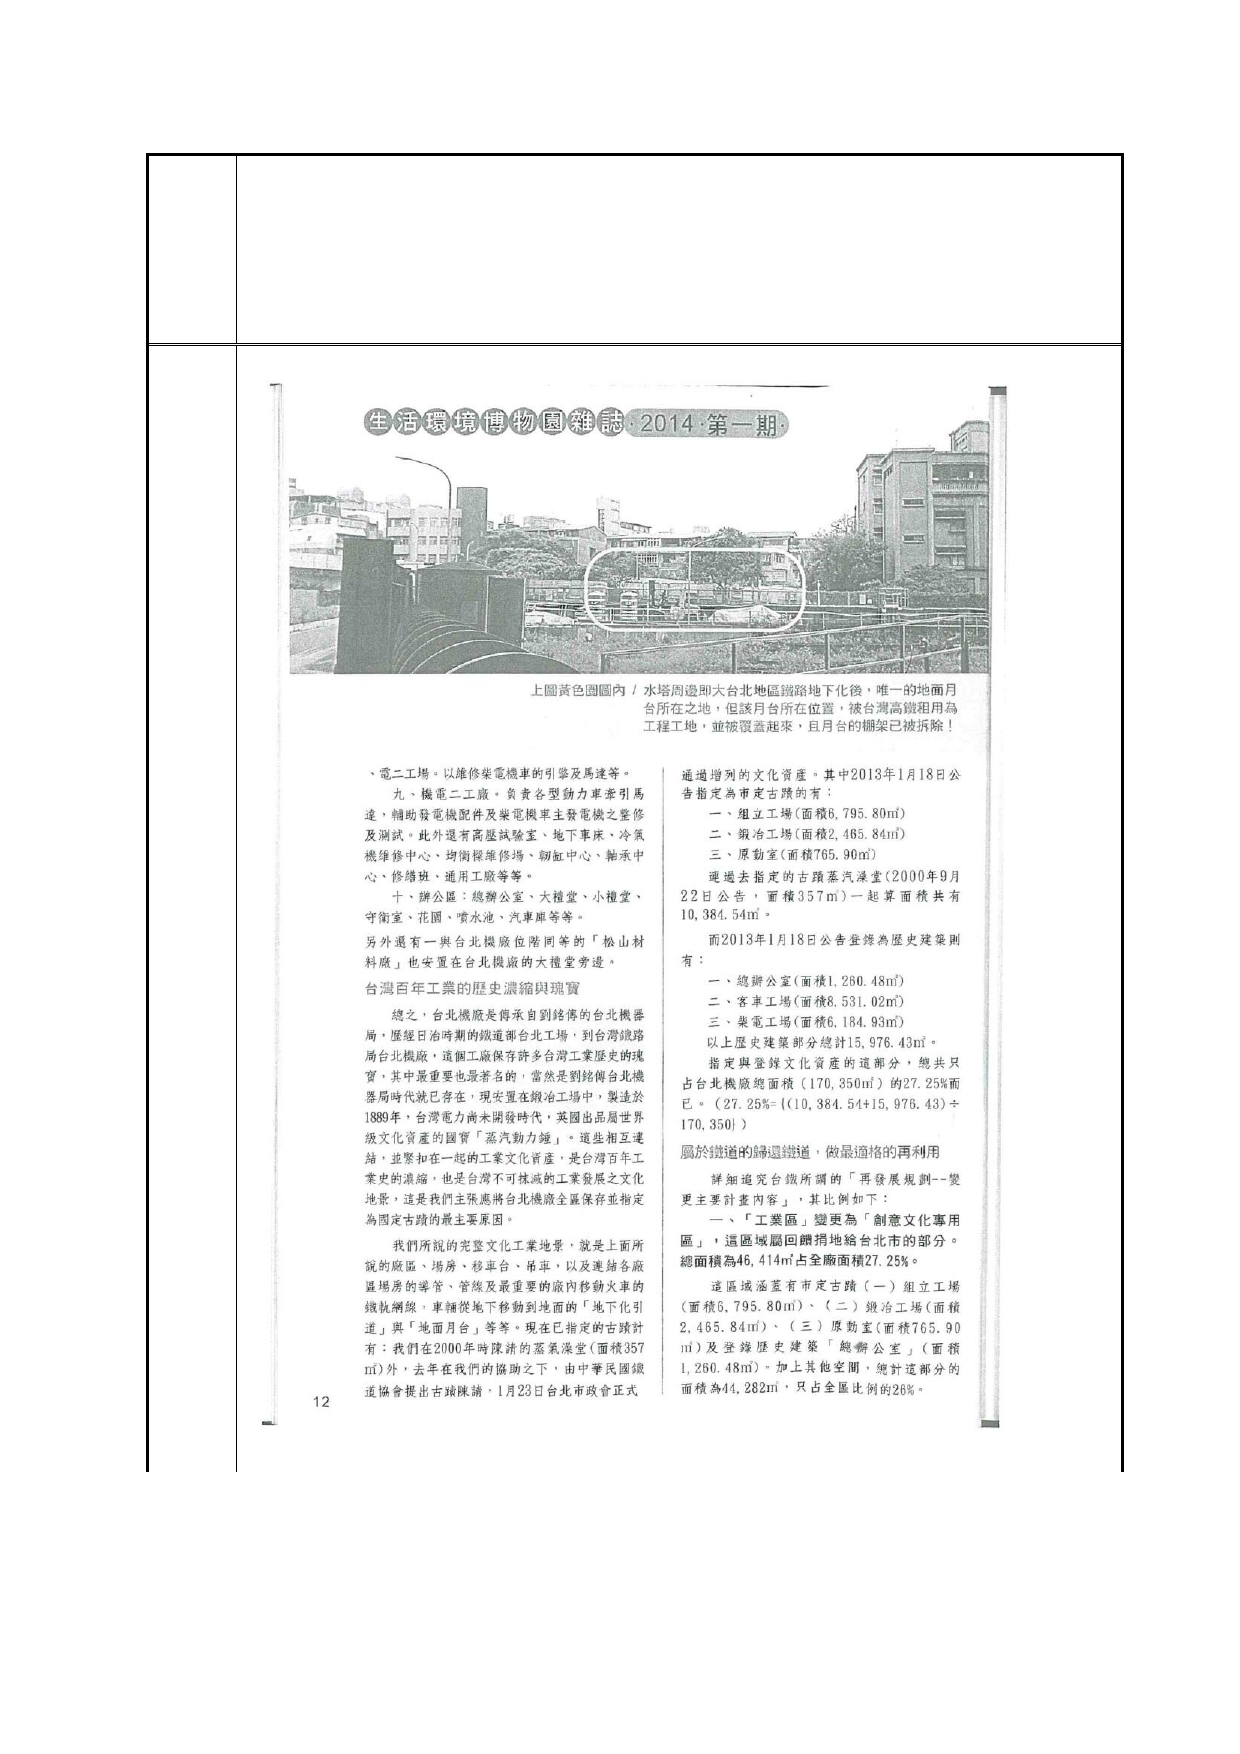 生活環境博物園雜誌·2014·第一期·
上圖黃色圈圈內 / 水塔周邊即大台北地區鐵路地下化後，唯一的地面月
台所在之地，但該月台所在位置，被台灣高鐵租用為
工程工地，並被覆蓋起來，且月台的棚架已被拆除！
、電二工場。以維修柴電機車的引擎及馬達等。
九、機電二工廠。負責各型動力車牽引馬
達，輔助發電機配件及柴電機車主發電機之整修
及測試。此外還有高壓試驗室、地下車床、冷氣
機維修中心、均衡樑維修場、軔缸中心、軸承中
心、修繕班、通用工廠等等。
十、辦公區：總辦公室、大禮堂、小禮堂、
守衛室、花園、噴水池、汽車庫等等。
另外還有一與台北機廠位階同等的「松山材
料廠」也安置在台北機廠的大禮堂旁邊。
台灣百年工業的歷史濃縮與瑰寶
總之，台北機廠是傳承自劉銘傳的台北機器
局，歷經日治時期的鐵道部台北工場，到台灣鐵路
局台北機廠，這個工廠保存許多台灣工業歷史的瑰
寶，其中最重要也最著名的，當然是劉銘傳台北機
器局時代就已存在，現安置在鍛冶工場中，製造於
1889年，台灣電力尚未開發時代，英國出品屬世界
級文化資產的國寶「蒸汽動力錘」。這些相互連
結，並緊扣在一起的工業文化資產，是台灣百年工
業史的濃縮，也是台灣不可抹滅的工業發展之文化
地景，這是我們主張應將台北機廠全區保存並指定
為國定古蹟的最主要原因。
我們所說的完整文化工業地景，就是上面所
說的廠區、場房、移車台、吊車，以及連結各廠
區場房的導管、管線及最重要的廠內移動火車的
鐵軌網線，車輛從地下移動到地面的「地下化引
道」與「地面月台」等等。現在已指定的古蹟計
有：我們在2000年時陳請的蒸氣澡堂(面積357
㎡)外，去年在我們的協助之下，由中華民國鐵
道協會提出古蹟陳請，1月23日台北市政會正式
通過增列的文化資產。其中2013年1月18日公
告指定為市定古蹟的有：
一、組立工場(面積6,795.80㎡)
二、鍛冶工場(面積2,465.84㎡)
三、原動室(面積765.90㎡)
連過去指定的古蹟蒸汽澡堂(2000年9月
22日公告，面積357㎡)一起算面積共有
10,384.54㎡。
而2013年1月18日公告登錄為歷史建築則
有：
一、總辦公室(面積1,260.48㎡)
二、客車工場(面積8,531.02㎡)
三、柴電工場(面積6,184.93㎡)
以上歷史建築部分總計15,976.43㎡。
指定與登錄文化資產的這部分，總共只
占台北機廠總面積（170,350㎡）的27.25%而
已。（27.25%={(10,384.54+15,976.43)÷
170,350}）
屬於鐵道的歸還鐵道，做最適格的再利用
詳細追究台鐵所謂的「再發展規劃--變
更主要計畫內容」，其比例如下：
一、「工業區」變更為「創意文化專用
區」，這區域屬回饋捐地給台北市的部分。
總面積為46,414㎡占全廠面積27.25%。
這區域涵蓋有市定古蹟（一）組立工場
(面積6,795.80㎡)、（二）鍛冶工場(面積
2,465.84㎡)、（三）原動室(面積765.90
㎡)及登錄歷史建築「總辦公室」(面積
1,260.48㎡)。加上其他空間，總計這部分的
面積為44,282㎡，只占全區比例的26%。
12